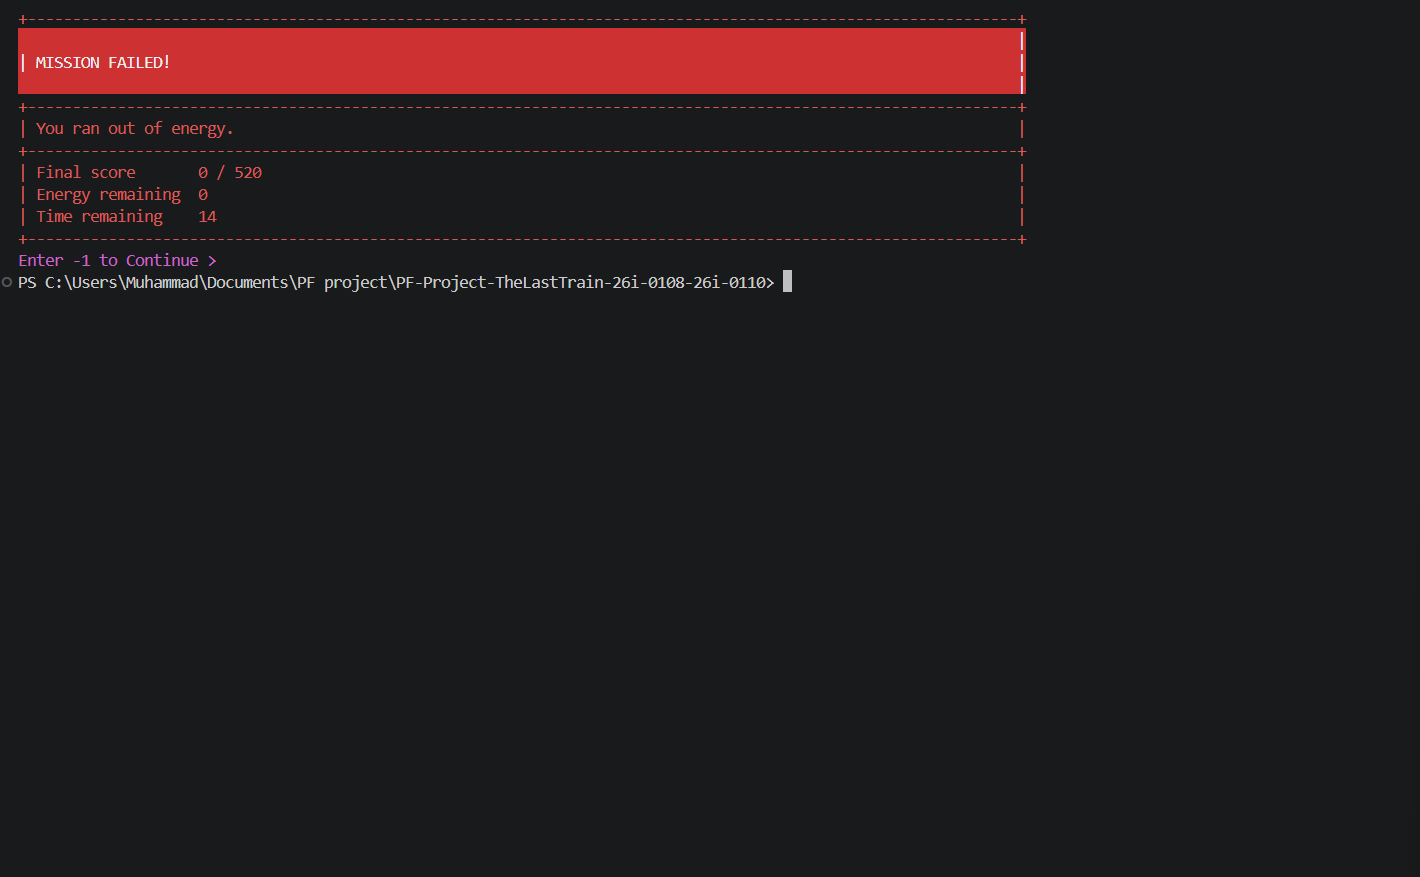 +--------------------------------------------------------------------------------------------------------------+
|
| MISSION FAILED! |
|
+--------------------------------------------------------------------------------------------------------------+
| You ran out of energy. |
+--------------------------------------------------------------------------------------------------------------+
| Final score 0 / 520 |
| Energy remaining 0 |
| Time remaining 14 |
+--------------------------------------------------------------------------------------------------------------+
Enter -1 to Continue >
PS C:\Users\Muhammad\Documents\PF project\PF-Project-TheLastTrain-26i-0108-26i-0110>